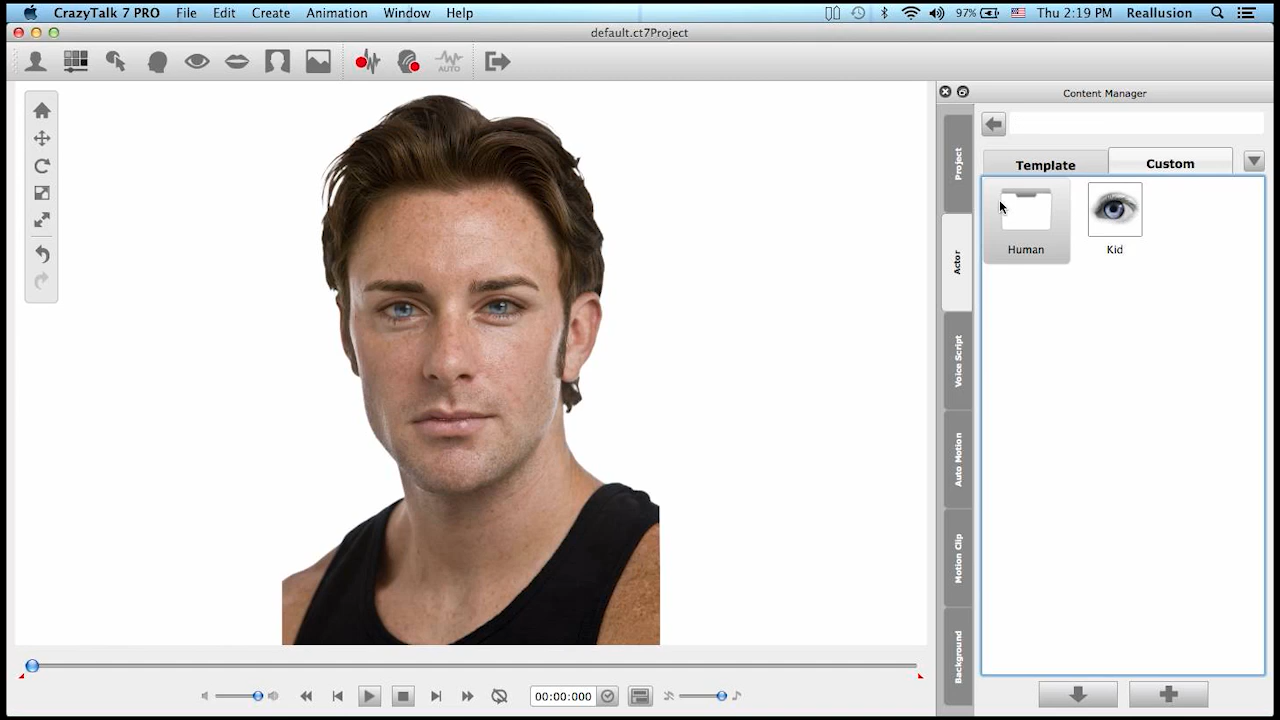 CrazyTalk 7 PRO File Edit Create Animation Window Help 97% Thu 2:19 PM Reallusion
default.ct7Project
AUTO
Content Manager
Template Custom
Human Kid
Project
Actor
Voice Script
Auto Motion
Motion Clip
Background
00:00:000